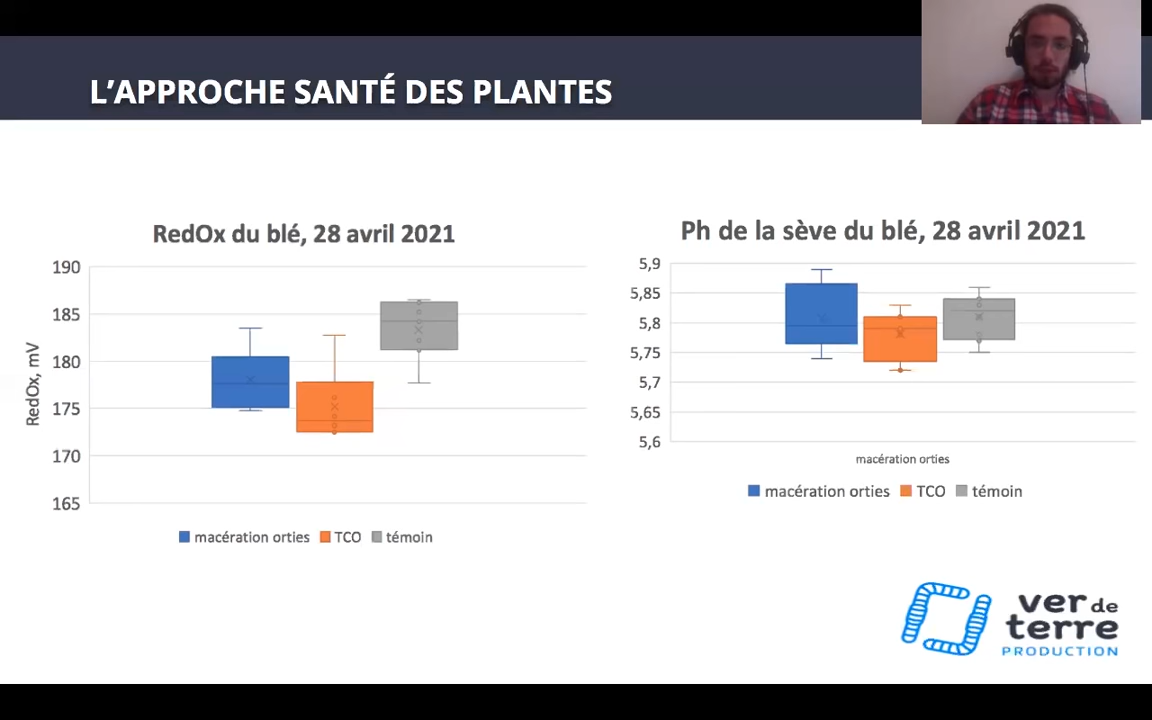 L'APPROCHE SANTÉ DES PLANTES
RedOx du blé, 28 avril 2021
190
185
180
175
170
165
RedOx, mV
macération orties TCO témoin
Ph de la sève du blé, 28 avril 2021
5,9
5,85
5,8
5,75
5,7
5,65
5,6
macération orties
macération orties TCO témoin
ver de
terre
PRODUCTION